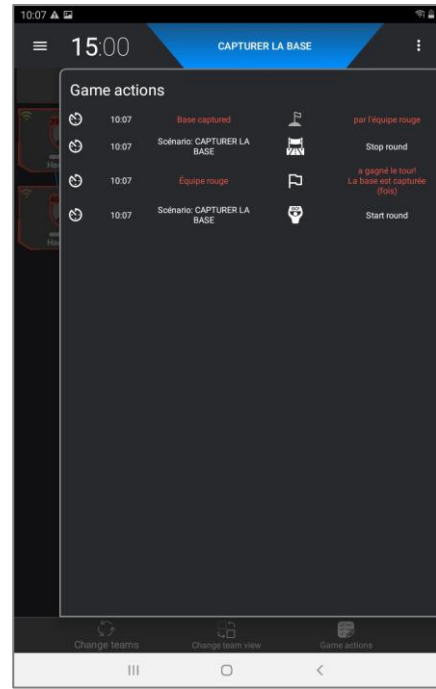 10:07
15:00
CAPTURER LA BASE
Game actions
10:07 Base captured par l'équipe rouge
10:07 Scénario: CAPTURER LA BASE Stop round
10:07 Équipe rouge a gagné le tour! La base est capturée (fois)
10:07 Scénario: CAPTURER LA BASE Start round
Change teams Change team view Game actions